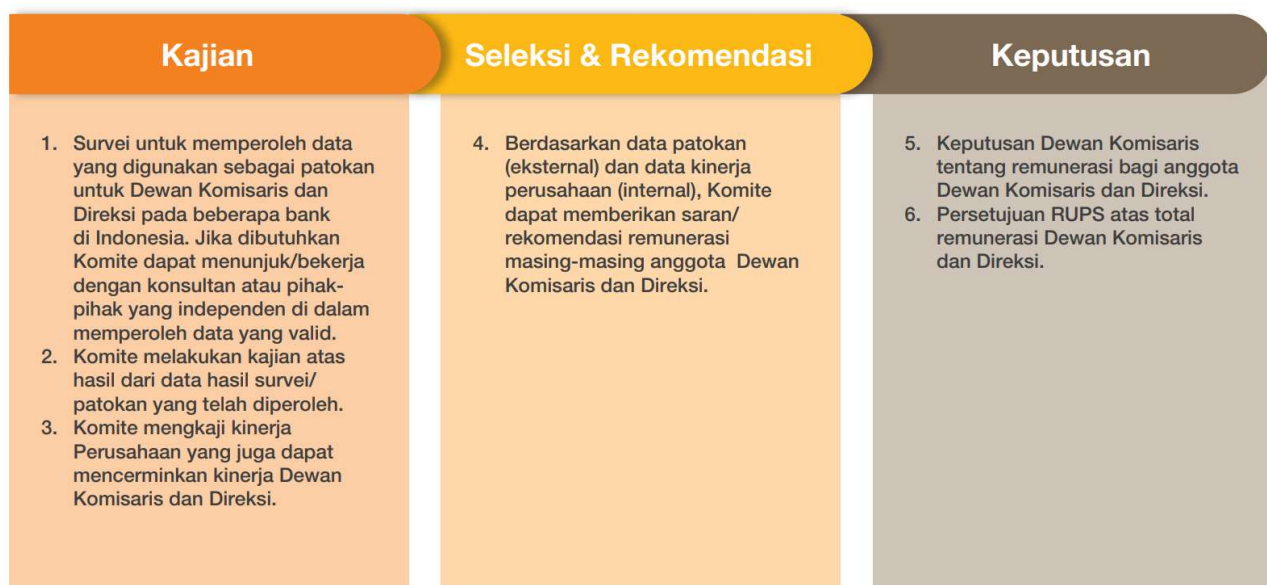 Kajian
1. Survei untuk memperoleh data
yang digunakan sebagai patokan
untuk Dewan Komisaris dan
Direksi pada beberapa bank
di Indonesia. Jika dibutuhkan
Komite dapat menunjuk/bekerja
dengan konsultan atau pihak-
pihak yang independen di dalam
memperoleh data yang valid.
2. Komite melakukan kajian atas
hasil dari data hasil survei/
patokan yang telah diperoleh.
3. Komite mengkaji kinerja
Perusahaan yang juga dapat
mencerminkan kinerja Dewan
Komisaris dan Direksi.
Seleksi & Rekomendasi
4. Berdasarkan data patokan
(eksternal) dan data kinerja
perusahaan (internal), Komite
dapat memberikan saran/
rekomendasi remunerasi
masing-masing anggota Dewan
Komisaris dan Direksi.
Keputusan
5. Keputusan Dewan Komisaris
tentang remunerasi bagi anggota
Dewan Komisaris dan Direksi.
6. Persetujuan RUPS atas total
remunerasi Dewan Komisaris
dan Direksi.